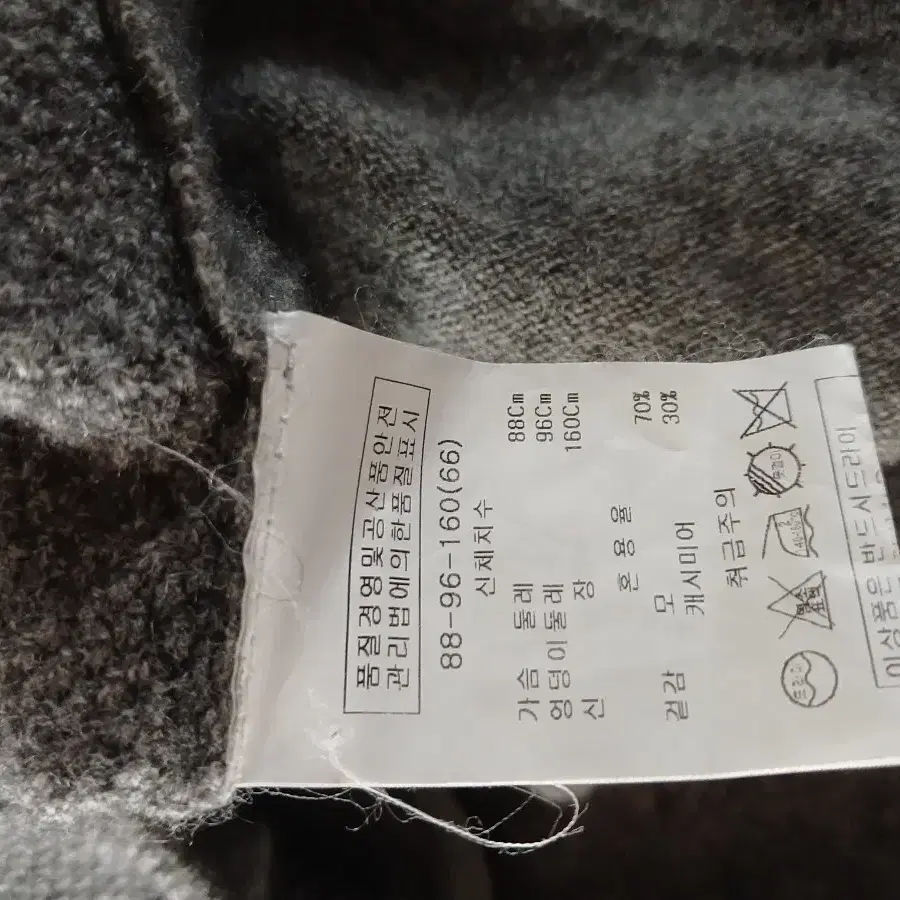 품질경영및공산품안전
관리법에의한품질표시
88-96-160(66)
신체치수
가슴 둘레 88Cm
엉덩이둘레 96Cm
신 장 160Cm
혼 용 율
겉감 모 70%
캐시미어 30%
취급주의
드라이
이상품은반드시드라이